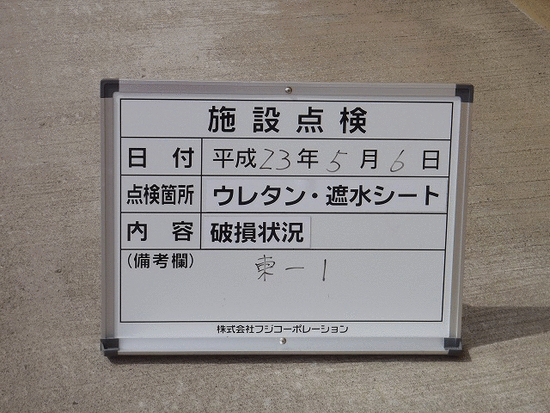 施設点検
日付 平成23年5月6日
点検箇所 ウレタン・遮水シート
内容 破損状況
(備考欄)
東-1
株式会社フジコーポレーション